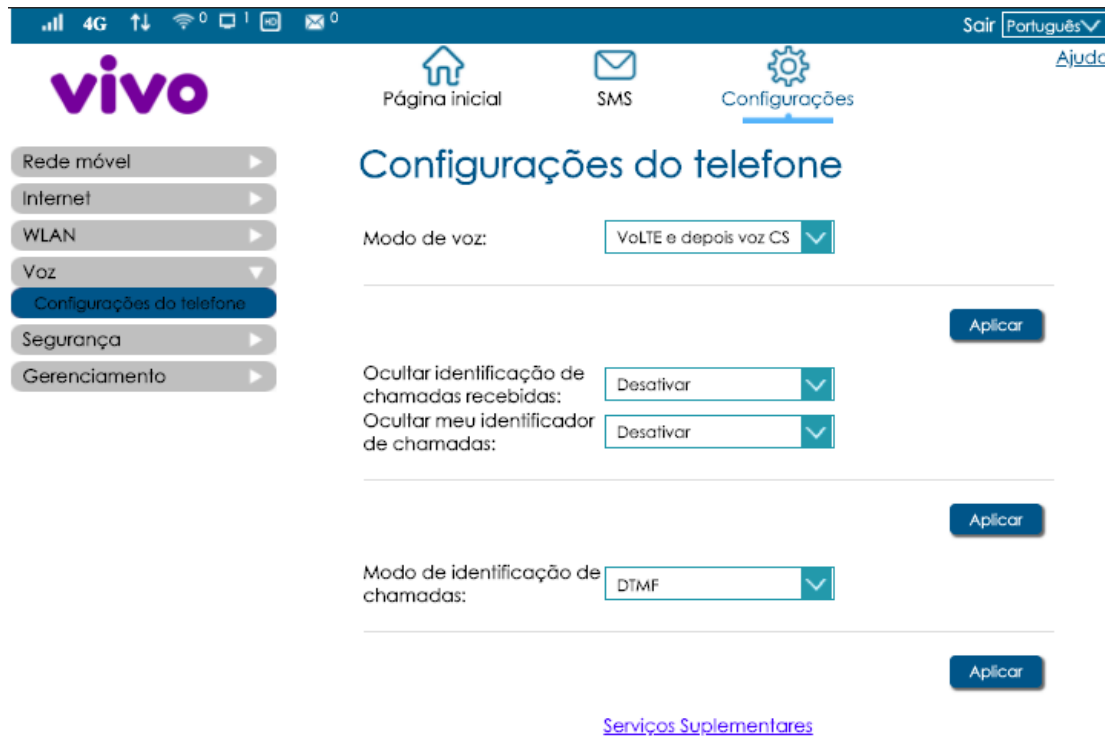 4G 0 1 HD 0 Sair Português
Ajuda
vivo
Página inicial SMS Configurações
Rede móvel
Internet
WLAN
Voz
Configurações do telefone
Segurança
Gerenciamento
Configurações do telefone
Modo de voz: VoLTE e depois voz CS
Aplicar
Ocultar identificação de
chamadas recebidas: Desativar
Ocultar meu identificador
de chamadas: Desativar
Aplicar
Modo de identificação de
chamadas: DTMF
Aplicar
Serviços Suplementares